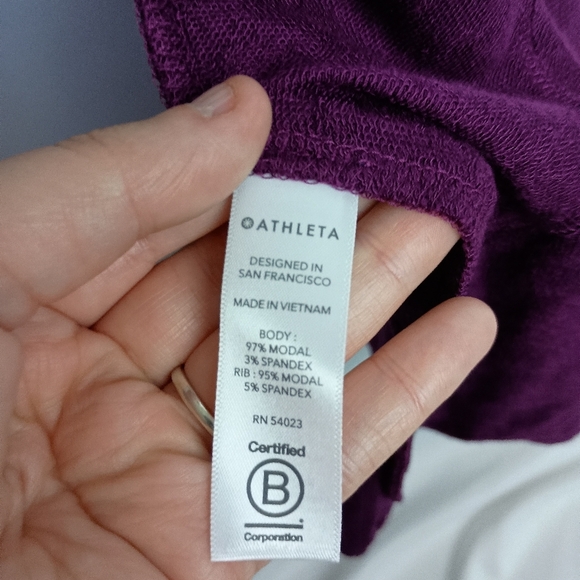 ATHLETA
DESIGNED IN
SAN FRANCISCO
MADE IN VIETNAM
BODY :
97% MODAL
3% SPANDEX
RIB : 95% MODAL
5% SPANDEX
RN 54023
Certified
B
Corporation